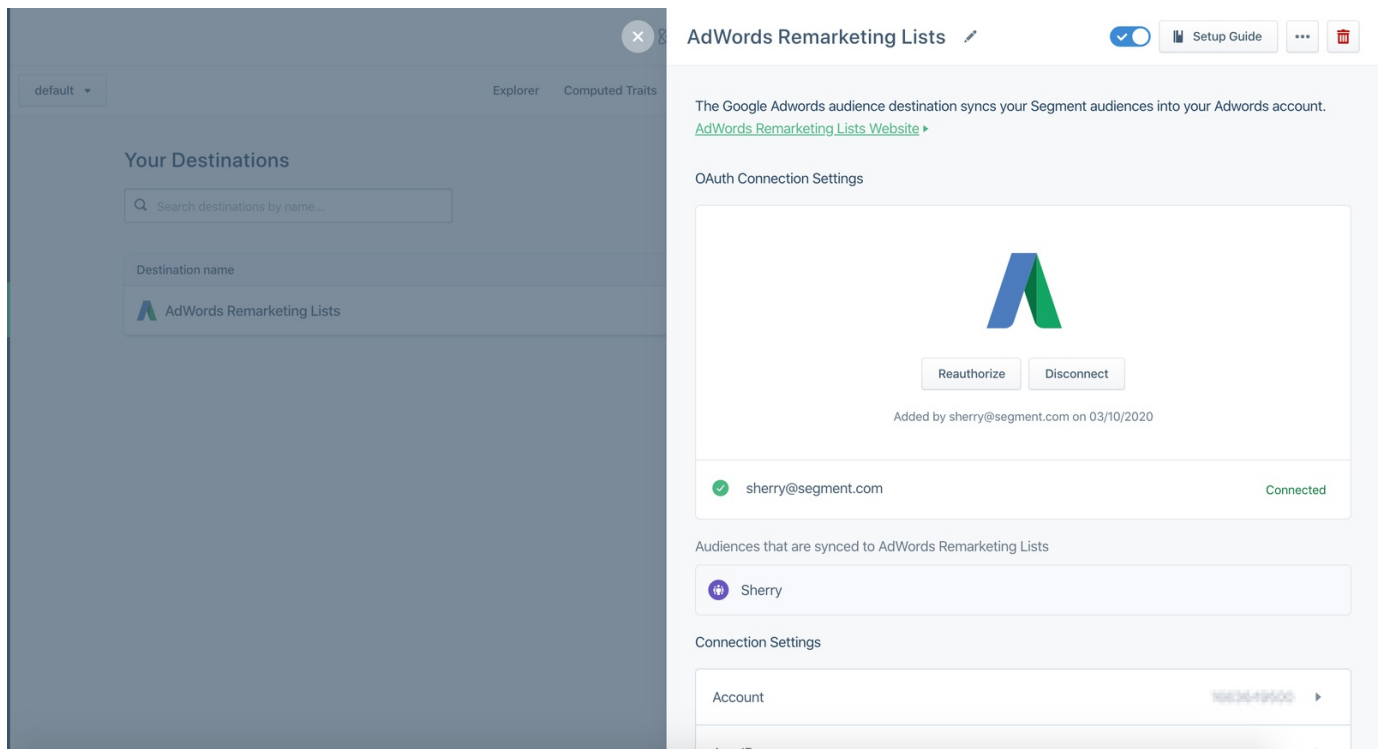 default
Explorer
Computed Traits
Your Destinations
Search destinations by name...
Destination name
AdWords Remarketing Lists
AdWords Remarketing Lists
Setup Guide
The Google Adwords audience destination syncs your Segment audiences into your Adwords account.
AdWords Remarketing Lists Website
OAuth Connection Settings
Reauthorize
Disconnect
Added by sherry@segment.com on 03/10/2020
sherry@segment.com
Connected
Audiences that are synced to AdWords Remarketing Lists
Sherry
Connection Settings
Account